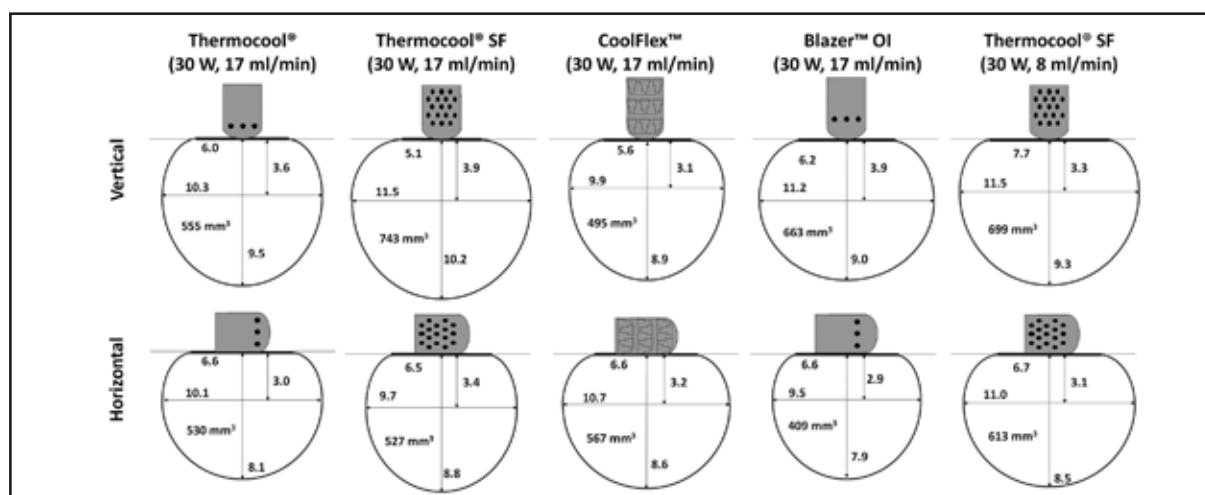 Thermocool® Thermocool® SF CoolFlex™ Blazer™ OI Thermocool® SF
(30 W, 17 ml/min) (30 W, 17 ml/min) (30 W, 17 ml/min) (30 W, 17 ml/min) (30 W, 8 ml/min)
Vertical
6.0 5.1 5.6 6.2 7.7
3.6 3.9 3.1 3.9 3.3
10.3 11.5 9.9 11.2 11.5
555 mm³ 743 mm³ 495 mm³ 663 mm³ 699 mm³
9.5 10.2 8.9 9.0 9.3
Horizontal
6.6 6.5 6.6 6.6 6.7
3.0 3.4 3.2 2.9 3.1
10.1 9.7 10.7 9.5 11.0
530 mm³ 527 mm³ 567 mm³ 409 mm³ 613 mm³
8.1 8.8 8.6 7.9 8.5